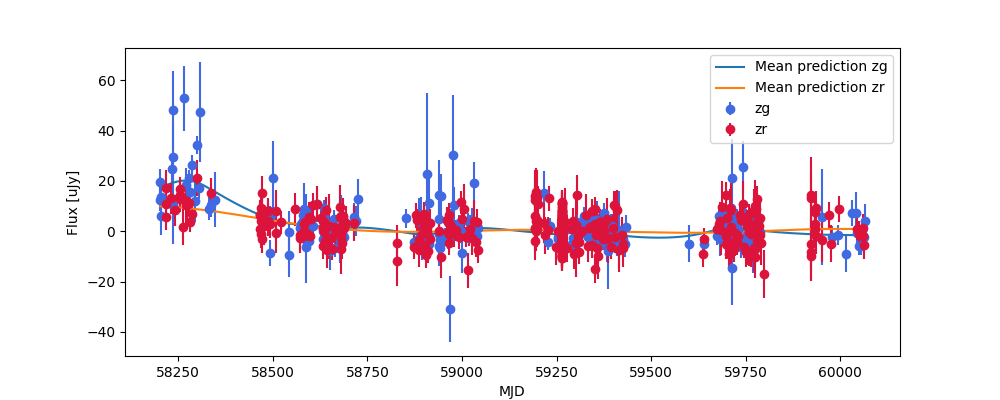 Flux [uJy]
60
40
20
0
−20
−40
58250
58500
58750
59000
59250
59500
59750
60000
MJD
Mean prediction zg
Mean prediction zr
zg
zr